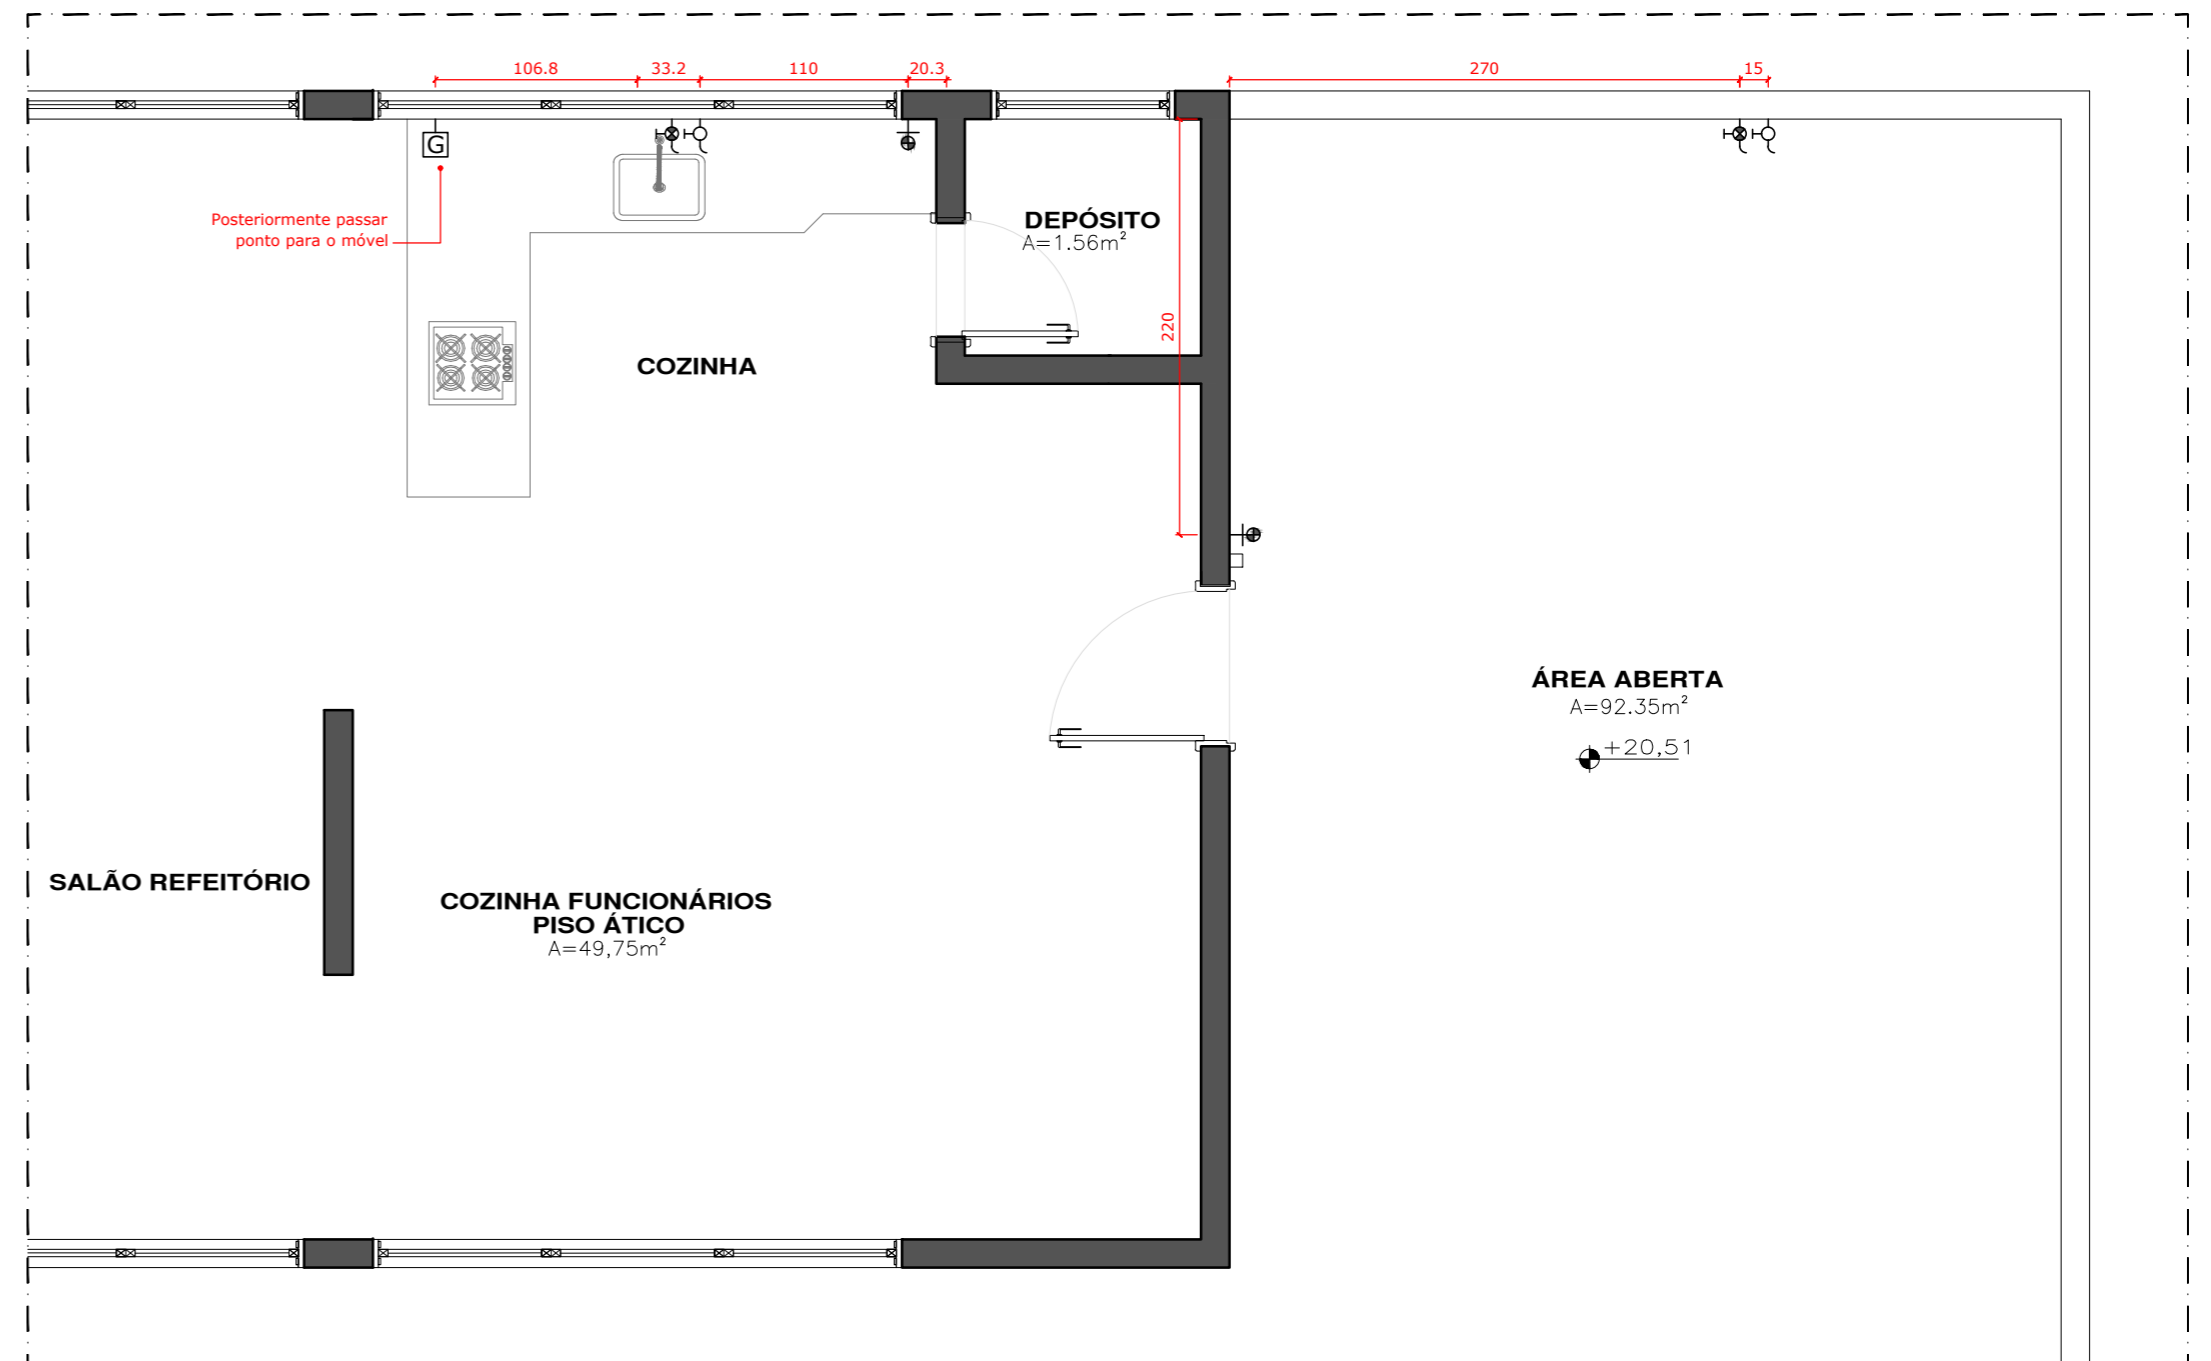 106.8
33.2
110
20.3
270
15
G
Posteriormente passar
ponto para o móvel
DEPÓSITO
A=1.56m²
220
COZINHA
ÁREA ABERTA
A=92.35m²
+20,51
SALÃO REFEITÓRIO
COZINHA FUNCIONÁRIOS
PISO ÁTICO
A=49,75m²